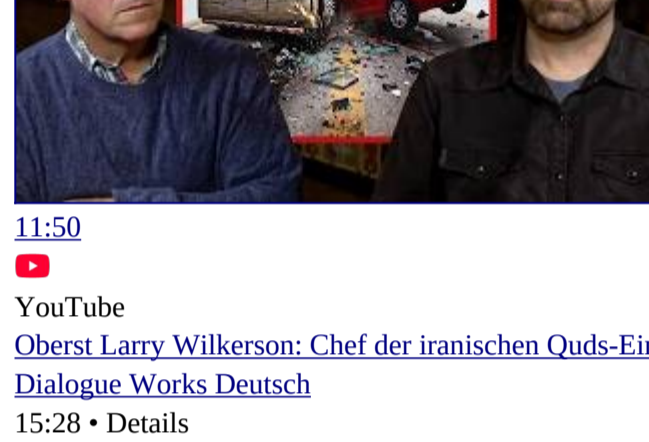 11:50
YouTube
Oberst Larry Wilkerson: Chef der iranischen Quds-Ei
Dialogue Works Deutsch
15:28 • Details